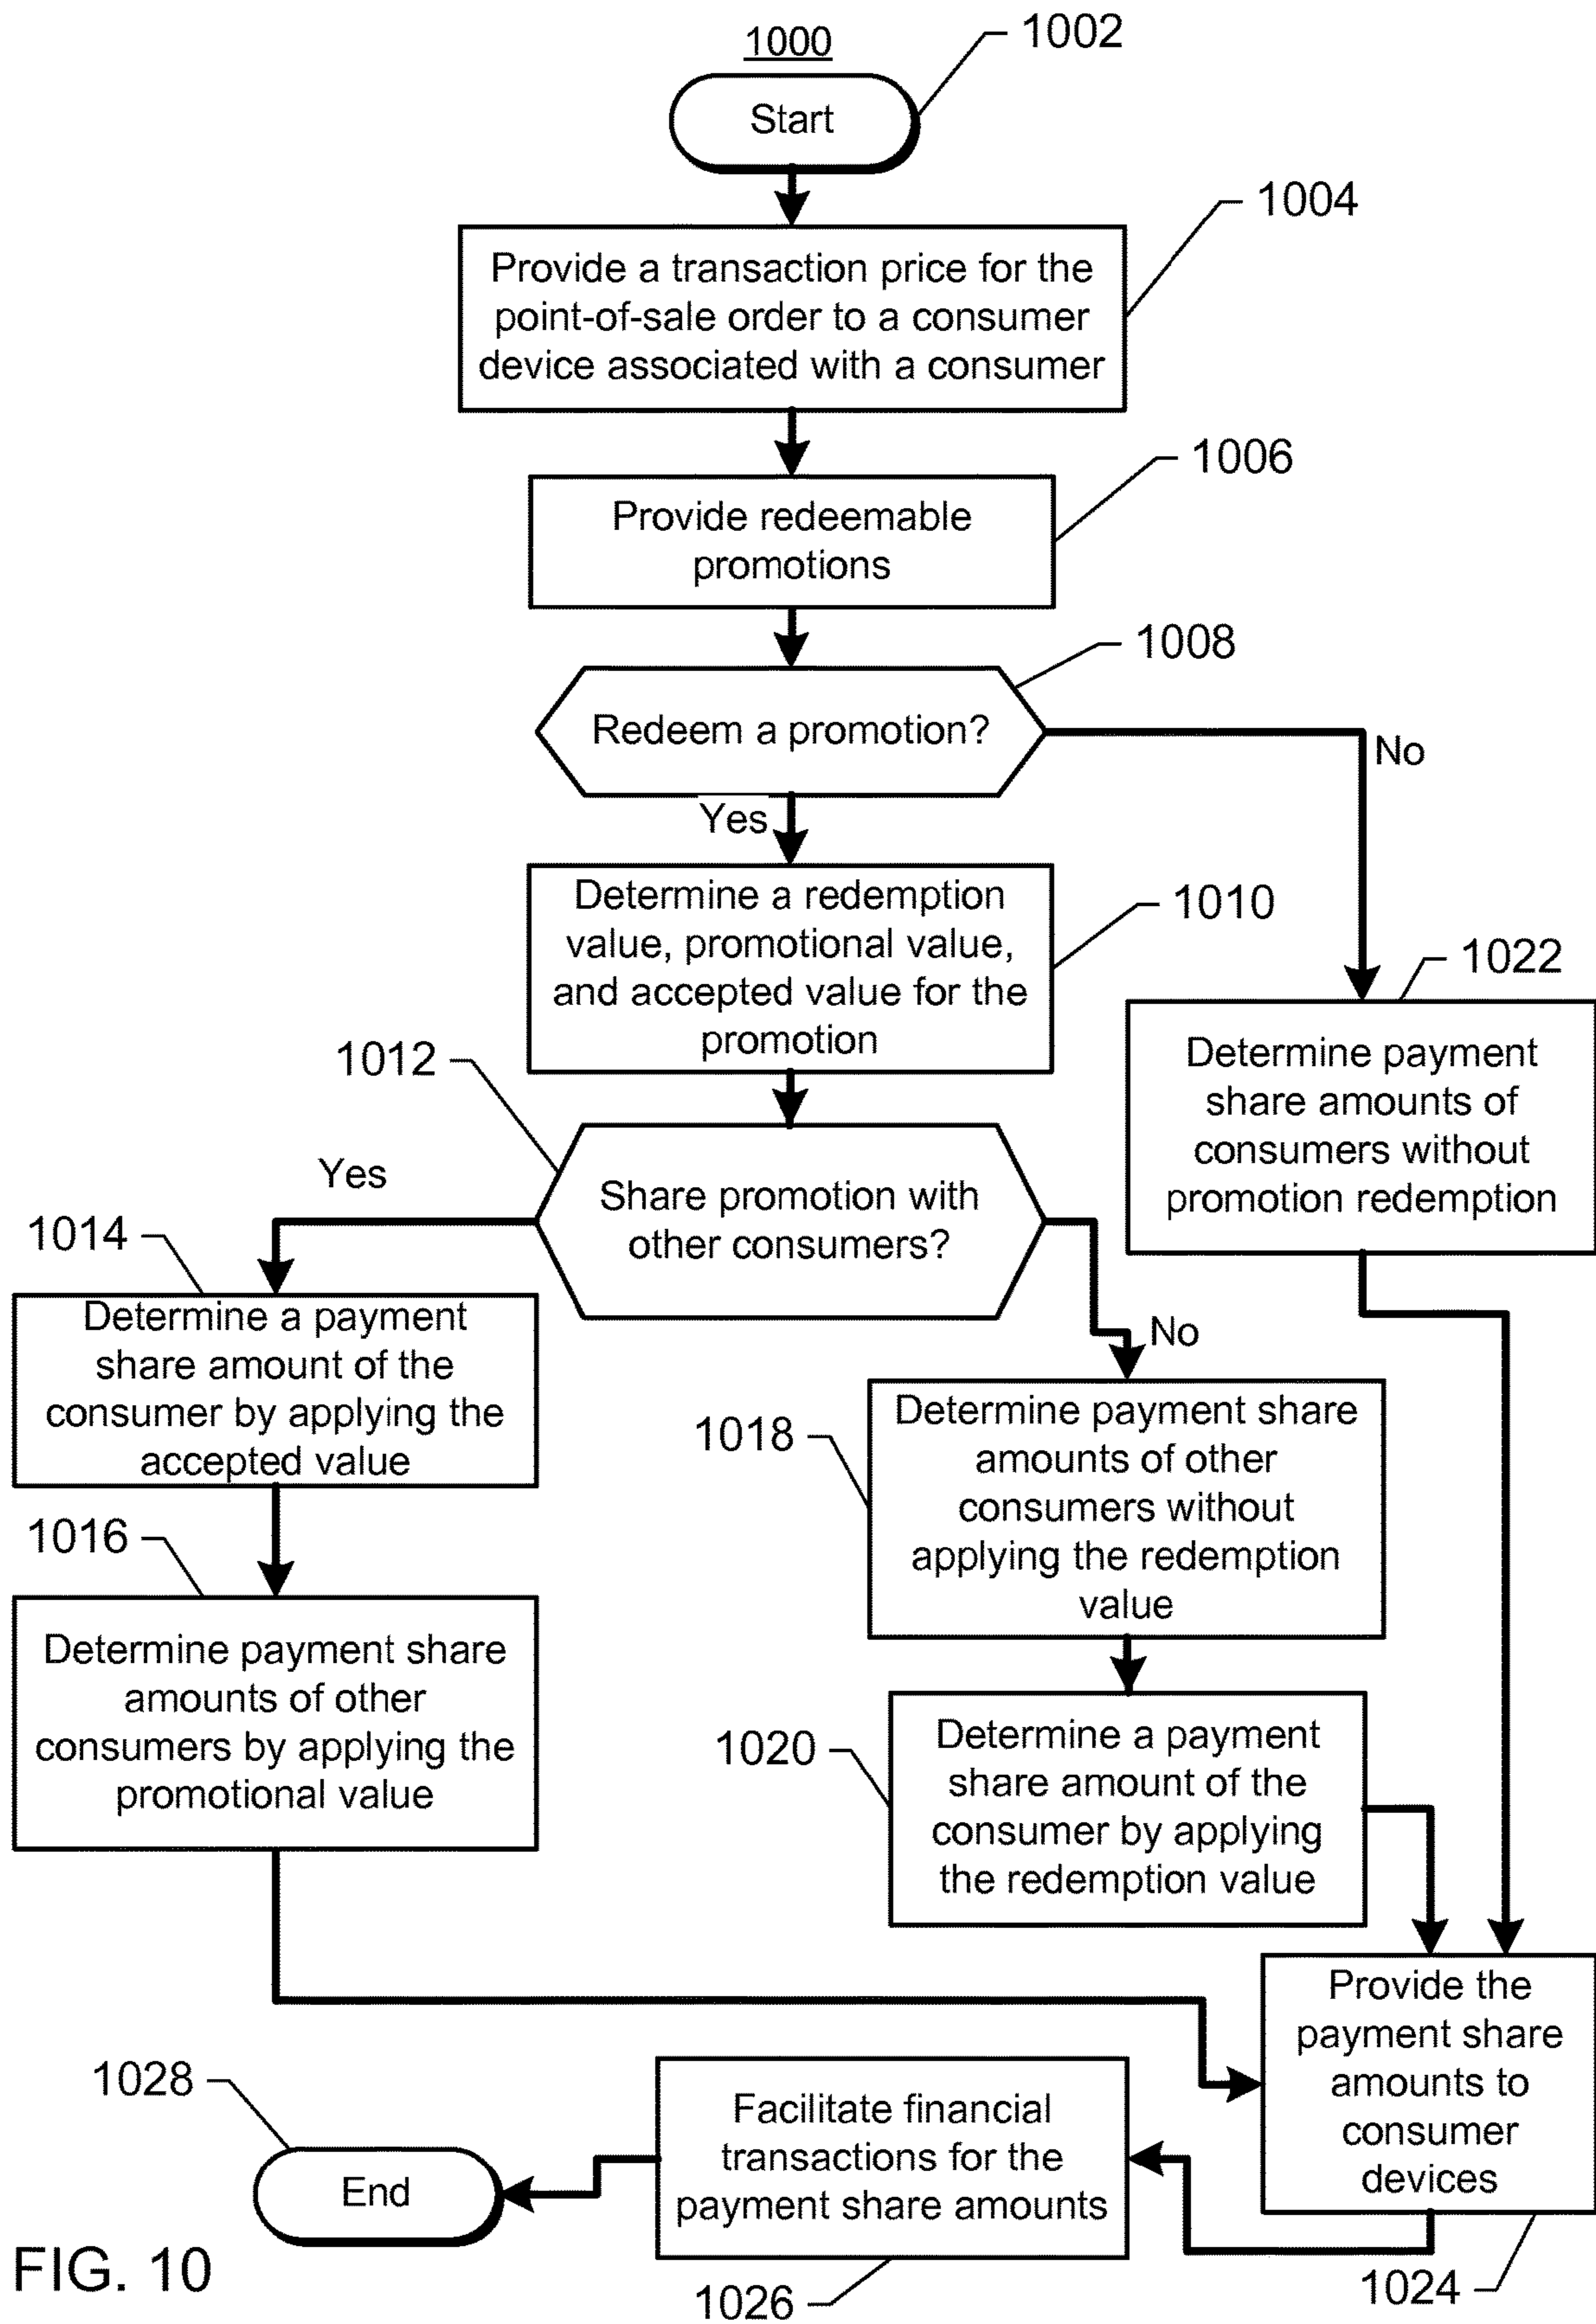 1000
1002
Start
1004
Provide a transaction price for the
point-of-sale order to a consumer
device associated with a consumer
1006
Provide redeemable
promotions
1008
Redeem a promotion?
No
Yes
Determine a redemption
value, promotional value,
and accepted value for the
promotion
1010
1022
Determine payment
share amounts of
consumers without
promotion redemption
1012
Share promotion with
other consumers?
Yes
No
1014
Determine a payment
share amount of the
consumer by applying the
accepted value
1016
Determine payment share
amounts of other
consumers by applying the
promotional value
1018
Determine payment share
amounts of other
consumers without
applying the redemption
value
1020
Determine a payment
share amount of the
consumer by applying
the redemption value
Provide the
payment share
amounts to
consumer
devices
1024
Facilitate financial
transactions for the
payment share amounts
1026
1028
End
FIG. 10